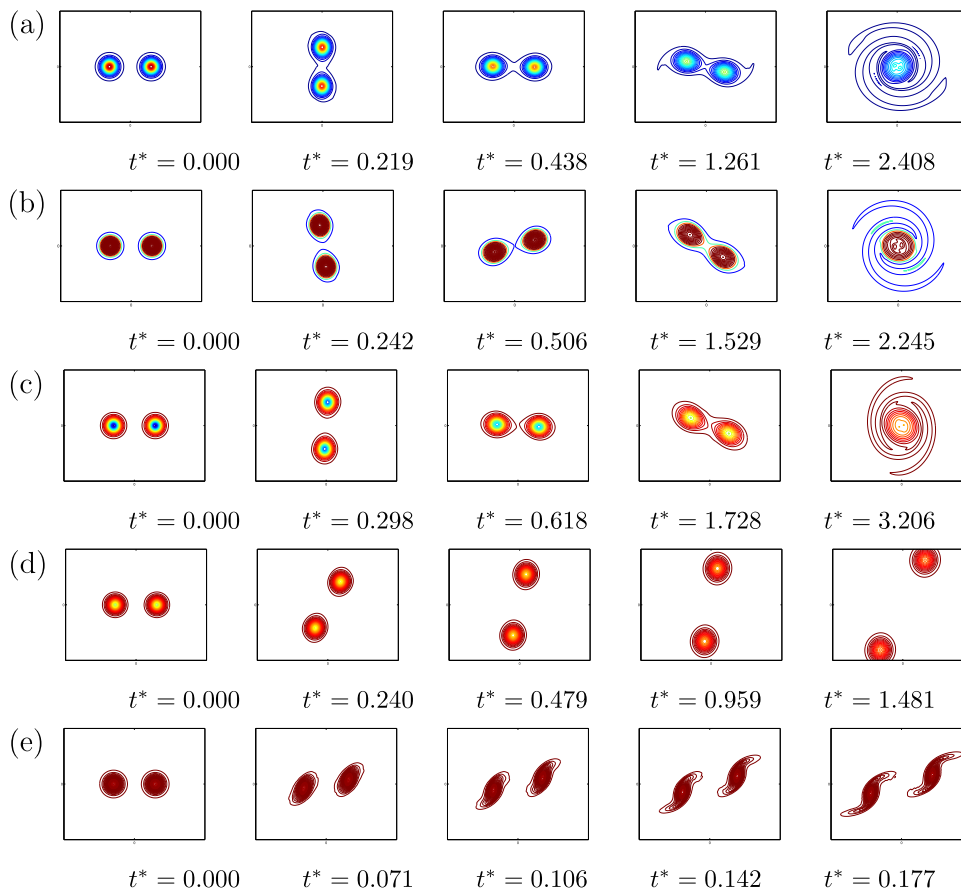 (a)
t* = 0.000 t* = 0.219 t* = 0.438 t* = 1.261 t* = 2.408
(b)
t* = 0.000 t* = 0.242 t* = 0.506 t* = 1.529 t* = 2.245
(c)
t* = 0.000 t* = 0.298 t* = 0.618 t* = 1.728 t* = 3.206
(d)
t* = 0.000 t* = 0.240 t* = 0.479 t* = 0.959 t* = 1.481
(e)
t* = 0.000 t* = 0.071 t* = 0.106 t* = 0.142 t* = 0.177